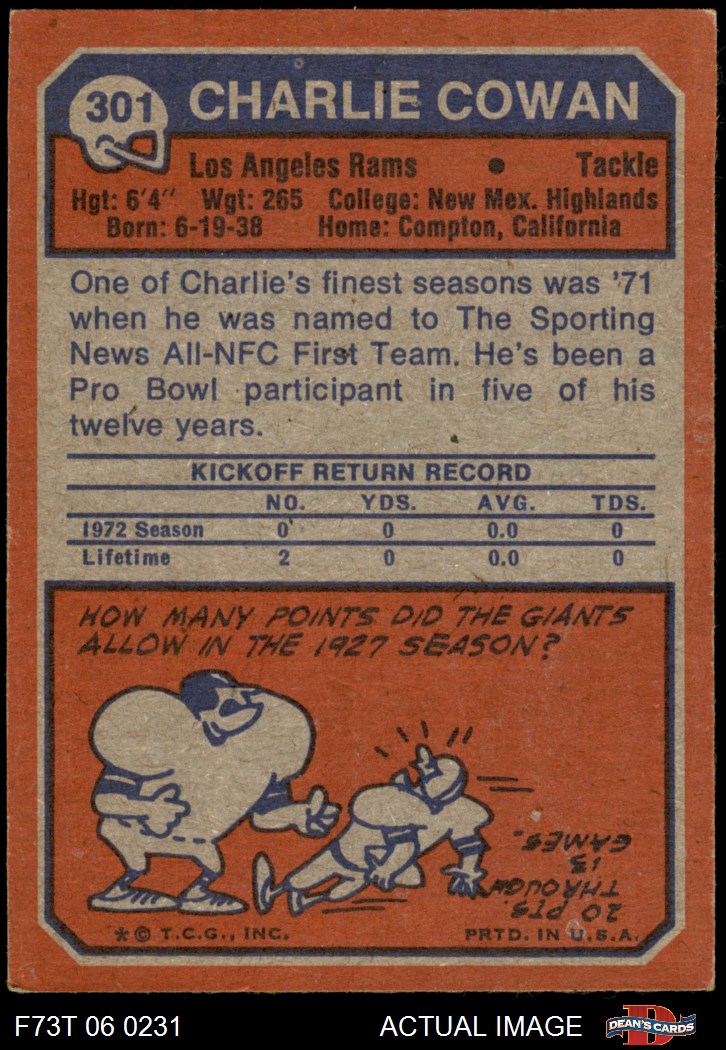 301
CHARLIE COWAN
Los Angeles Rams • Tackle
Hgt: 6'4" Wgt: 265 College: New Mex. Highlands
Born: 6-19-38 Home: Compton, California
One of Charlie's finest seasons was '71
when he was named to The Sporting
News All-NFC First Team. He's been a
Pro Bowl participant in five of his
twelve years.
KICKOFF RETURN RECORD
NO. YDS. AVG. TDS.
1972 Season 0 0 0.0 0
Lifetime 2 0 0.0 0
HOW MANY POINTS DID THE GIANTS
ALLOW IN THE 1927 SEASON?
20 PTS.
THROUGH
13
GAMES.
*© T.C.G., INC. PRTD. IN U.S.A.
F73T 06 0231 ACTUAL IMAGE
D
DEAN'S CARDS